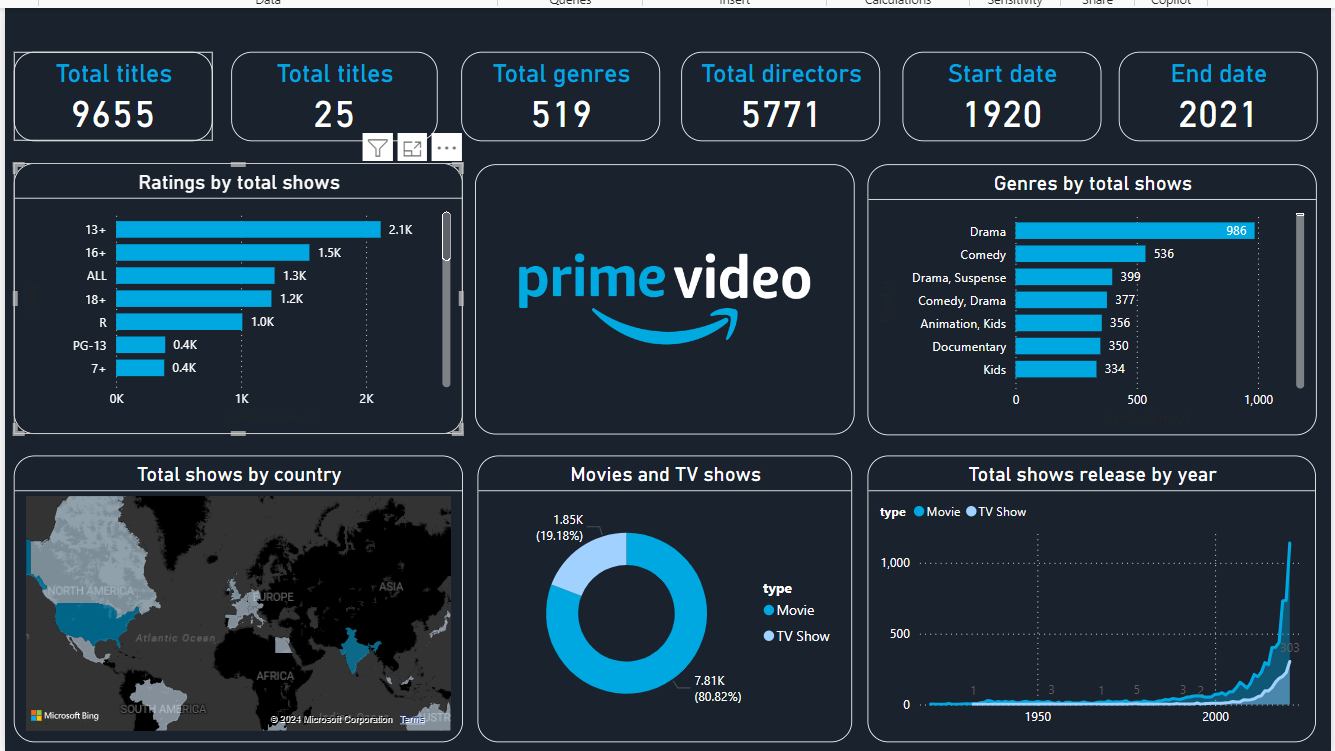 Data Queries Insert Calculations Sensitivity Share Copilot
Total titles
9655
Total titles
25
Total genres
519
Total directors
5771
Start date
1920
End date
2021
Ratings by total shows
13+ 2.1K
16+ 1.5K
ALL 1.3K
18+ 1.2K
R 1.0K
PG-13 0.4K
7+ 0.4K
0K 1K 2K
prime video
Genres by total shows
Drama 986
Comedy 536
Drama, Suspense 399
Comedy, Drama 377
Animation, Kids 356
Documentary 350
Kids 334
0 500 1,000
Total shows by country
NORTH AMERICA
EUROPE
ASIA
Atlantic Ocean
AFRICA
SOUTH AMERICA
Microsoft Bing
© 2024 Microsoft Corporation Terms
Movies and TV shows
1.85K
(19.18%)
7.81K
(80.82%)
type
Movie
TV Show
Total shows release by year
type Movie TV Show
1,000
500
303
1 3 1 5 3 2
0
1950 2000